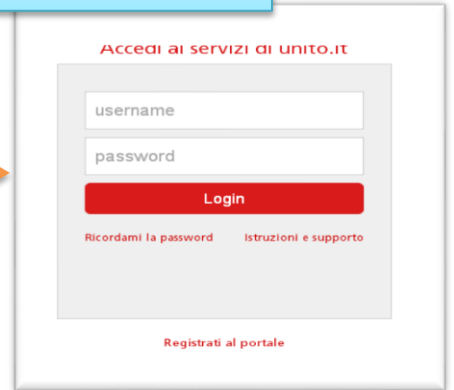 Accedi ai servizi di unito.it
username
password
Login
Ricordami la password Istruzioni e supporto
Registrati al portale